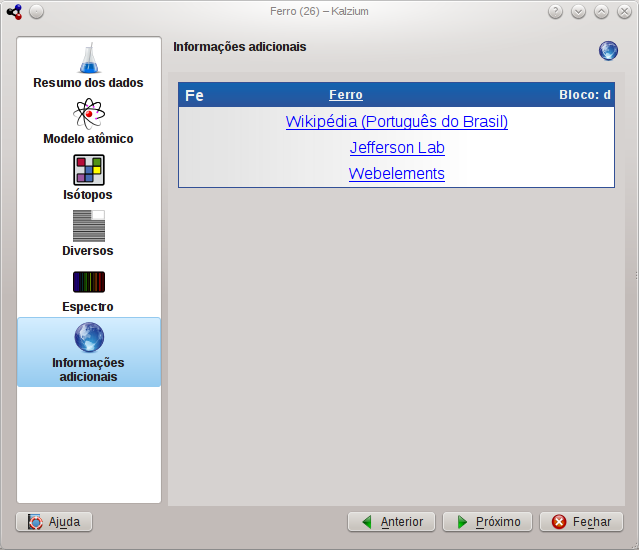 Ferro (26) – Kalzium
Resumo dos dados
Modelo atômico
Isótopos
Diversos
Espectro
Informações
adicionais
Informações adicionais
Fe Ferro Bloco: d
Wikipédia (Português do Brasil)
Jefferson Lab
Webelements
Ajuda Anterior Próximo Fechar